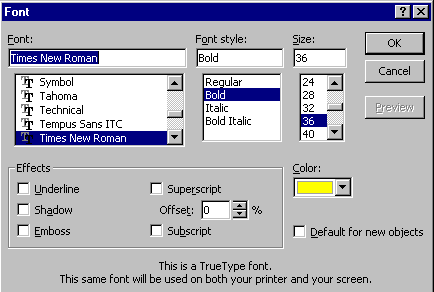 Font
Font: Font style: Size:
Times New Roman Bold 36 OK
Symbol Regular 24 Cancel
Tahoma Bold 28
Technical Italic 32 Preview
Tempus Sans ITC Bold Italic 36
Times New Roman 40
Effects Color:
Underline Superscript
Shadow Offset: 0 %
Emboss Subscript Default for new objects
This is a TrueType font.
This same font will be used on both your printer and your screen.